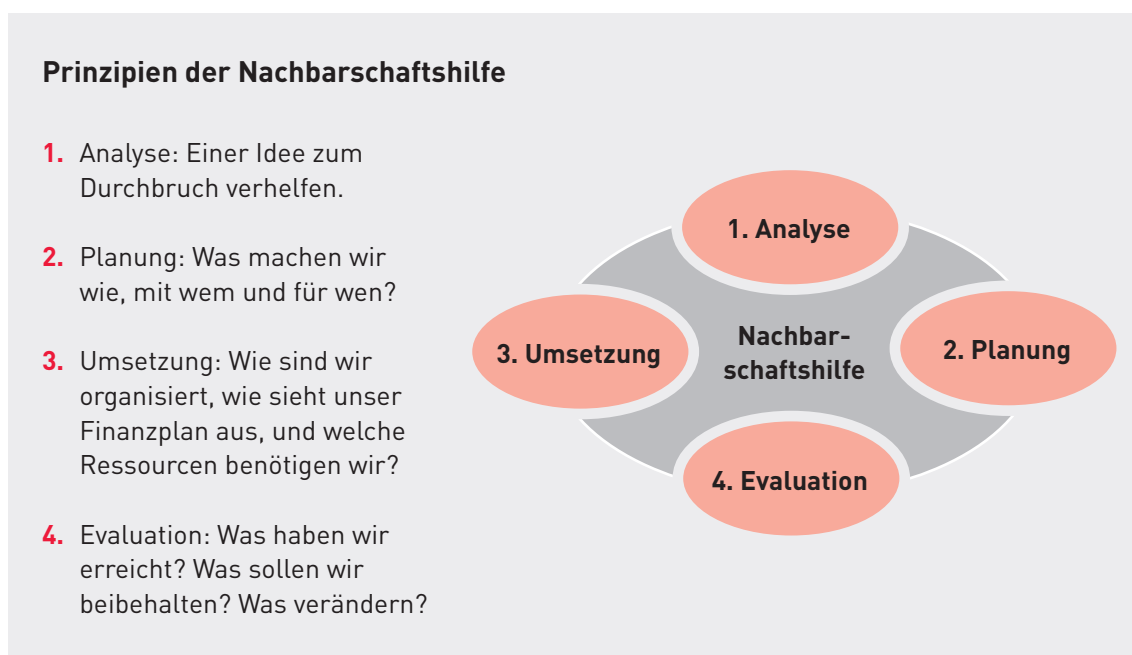 Prinzipien der Nachbarschaftshilfe
1. Analyse: Einer Idee zum
Durchbruch verhelfen.
2. Planung: Was machen wir
wie, mit wem und für wen?
3. Umsetzung: Wie sind wir
organisiert, wie sieht unser
Finanzplan aus, und welche
Ressourcen benötigen wir?
4. Evaluation: Was haben wir
erreicht? Was sollen wir
beibehalten? Was verändern?
1. Analyse
3. Umsetzung
Nachbar-
schaftshilfe
2. Planung
4. Evaluation